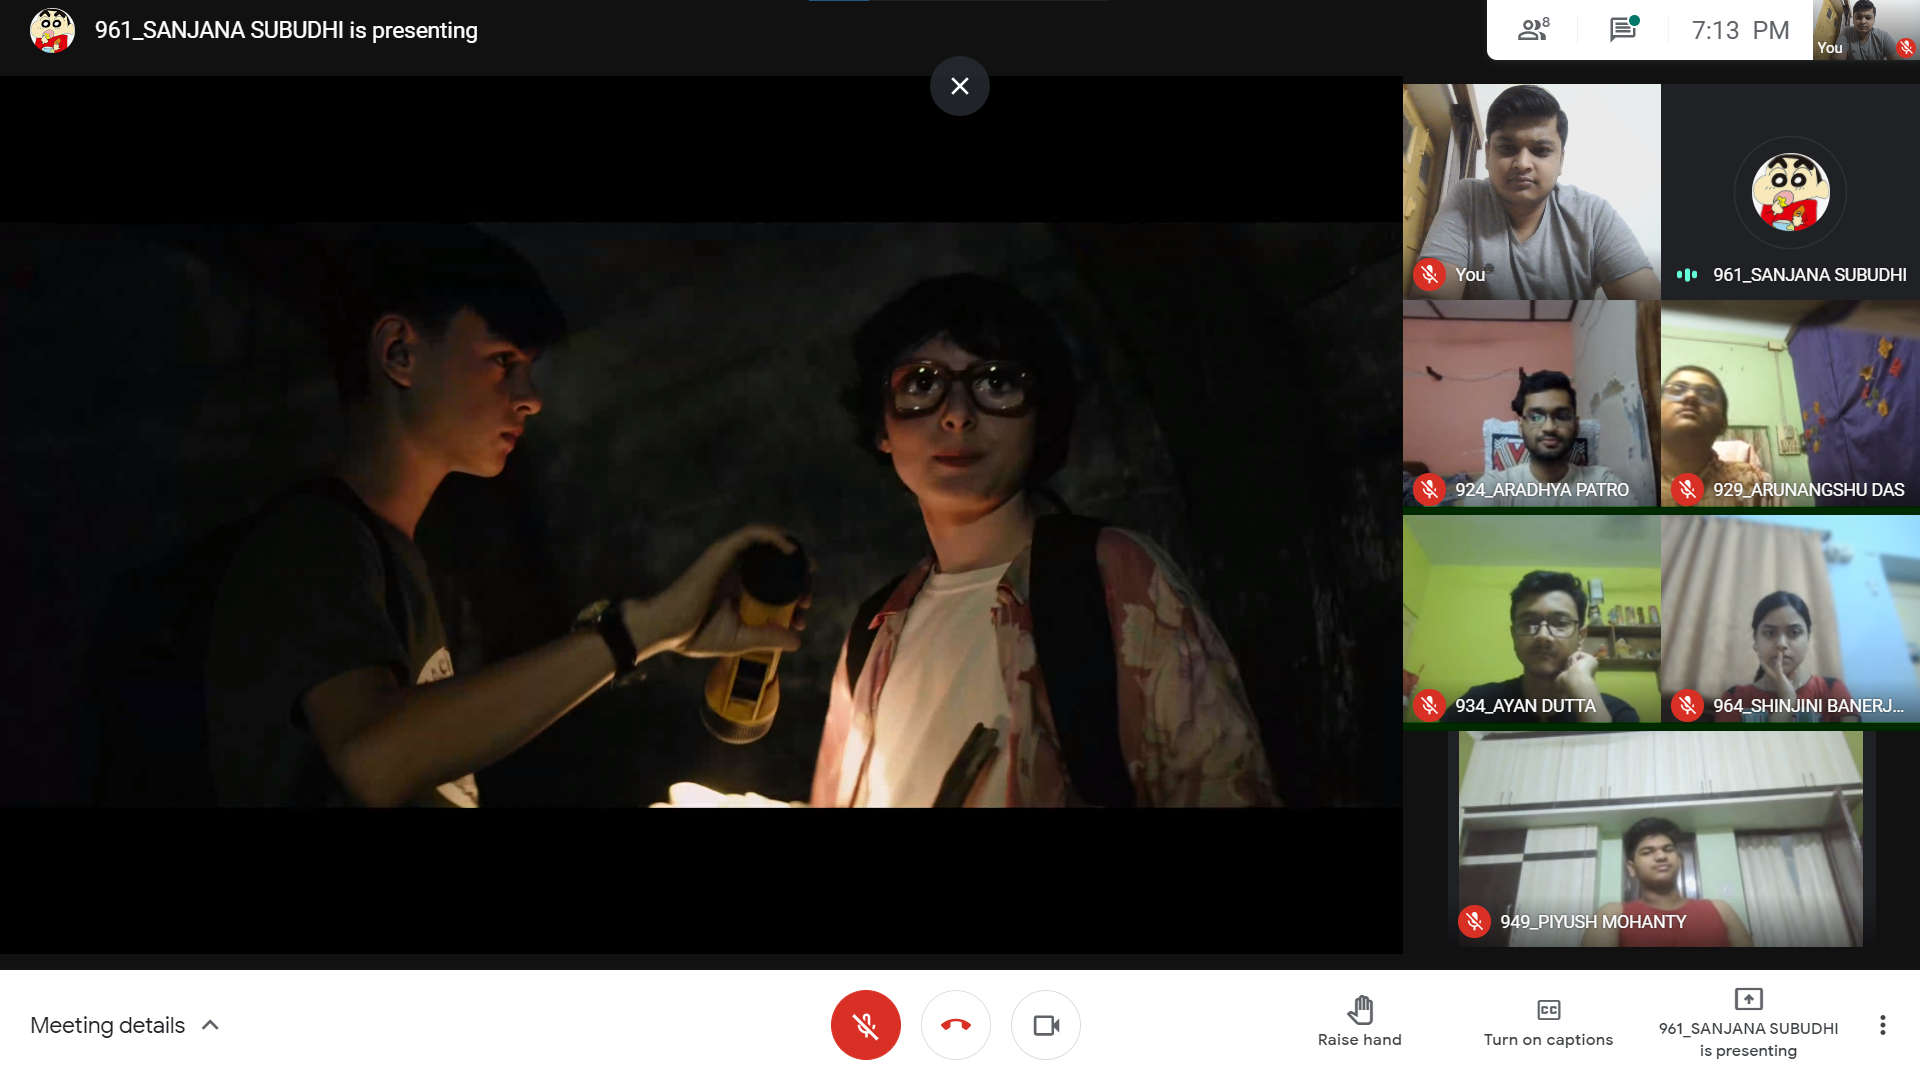 961_SANJANA SUBUDHI is presenting
8
7:13 PM
You
You
961_SANJANA SUBUDHI
924_ARADHYA PATRO
929_ARUNANGSHU DAS
934_AYAN DUTTA
964_SHINJINI BANERJ...
949_PIYUSH MOHANTY
Meeting details
Raise hand
CC
Turn on captions
961_SANJANA SUBUDHI
is presenting